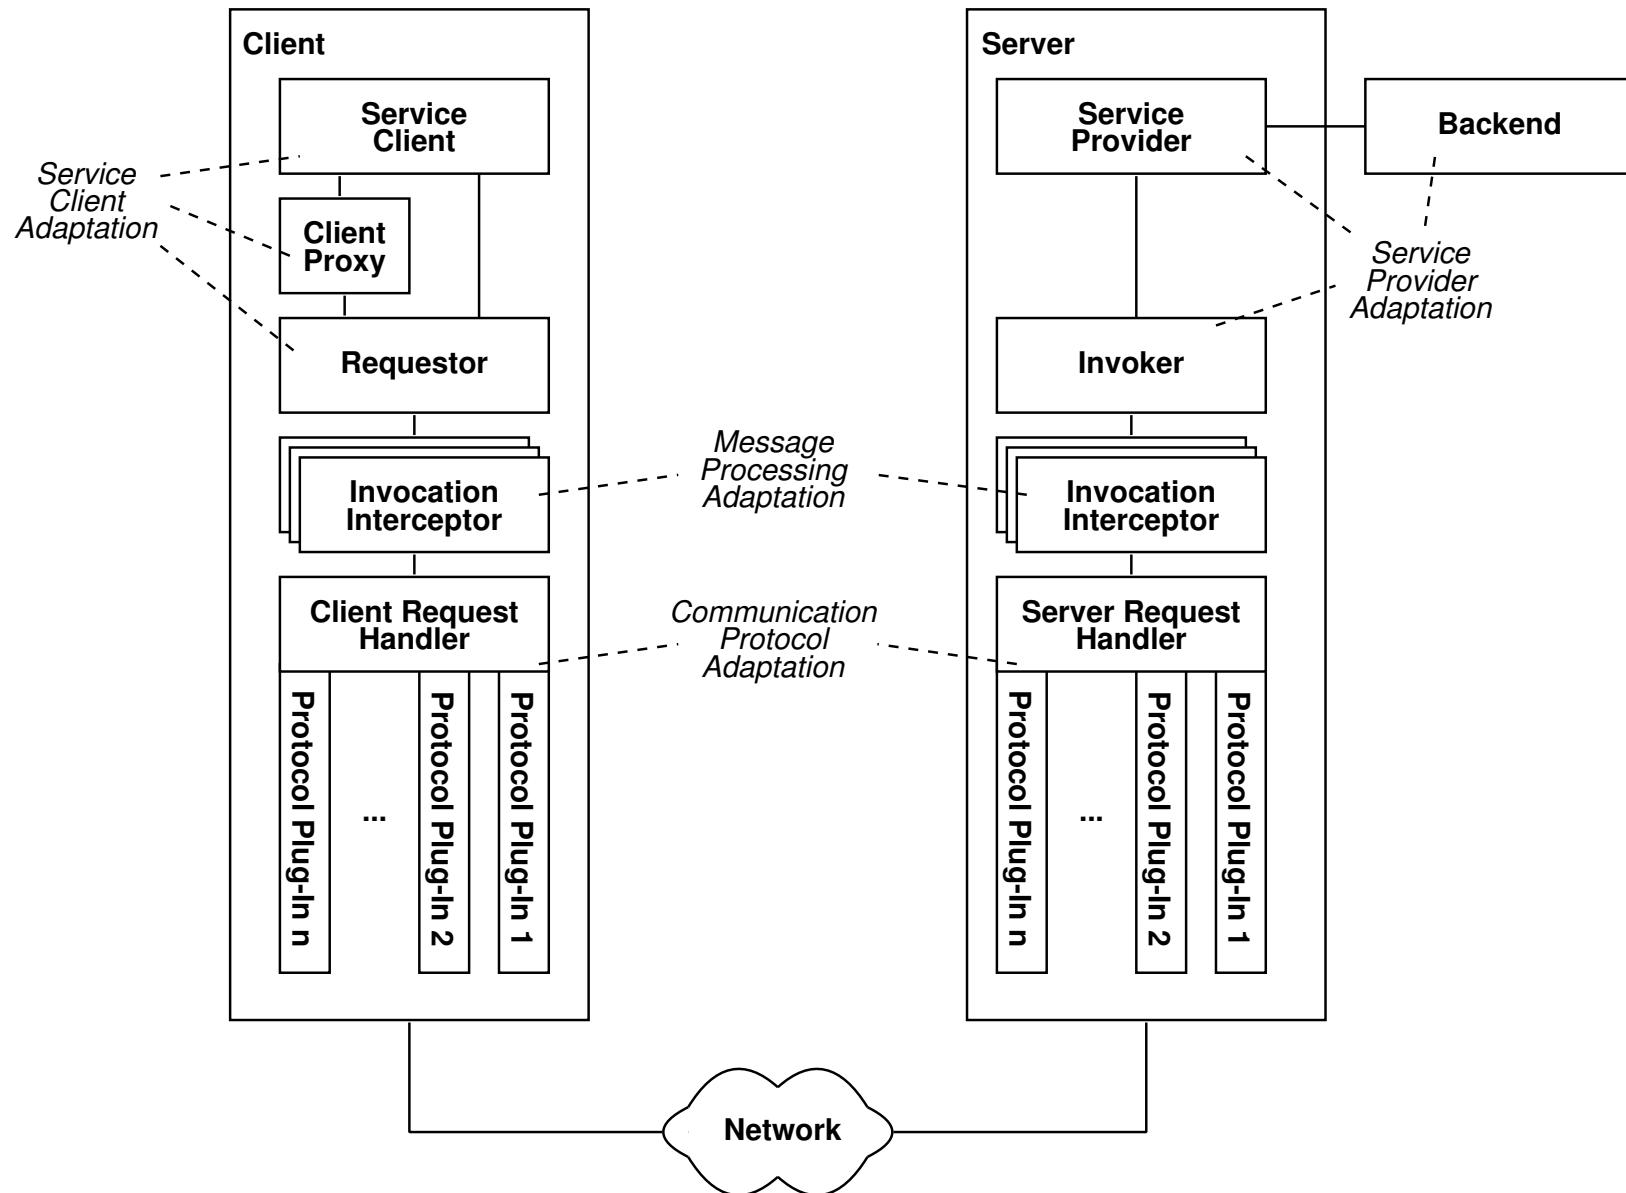 Client
Service
Client
Service
Client
Adaptation
Client
Proxy
Requestor
Invocation
Interceptor
Client Request
Handler
Protocol Plug-In n
...
Protocol Plug-In 2
Protocol Plug-In 1
Message
Processing
Adaptation
Communication
Protocol
Adaptation
Server
Service
Provider
Backend
Service
Provider
Adaptation
Invoker
Invocation
Interceptor
Server Request
Handler
Protocol Plug-In n
...
Protocol Plug-In 2
Protocol Plug-In 1
Network